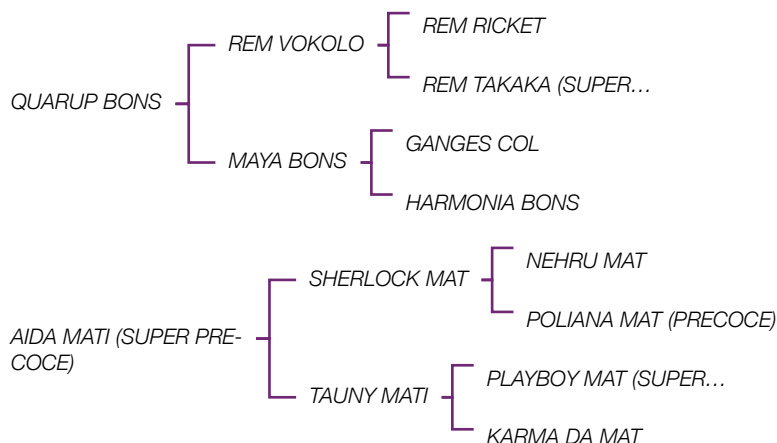 REM RICKET
REM VOKOLO
REM TAKAKA (SUPER…
QUARUP BONS
GANGES COL
MAYA BONS
HARMONIA BONS
NEHRU MAT
SHERLOCK MAT
POLIANA MAT (PRECOCE)
AIDA MATI (SUPER PRE-
COCE)
PLAYBOY MAT (SUPER…
TAUNY MATI
KARMA DA MAT